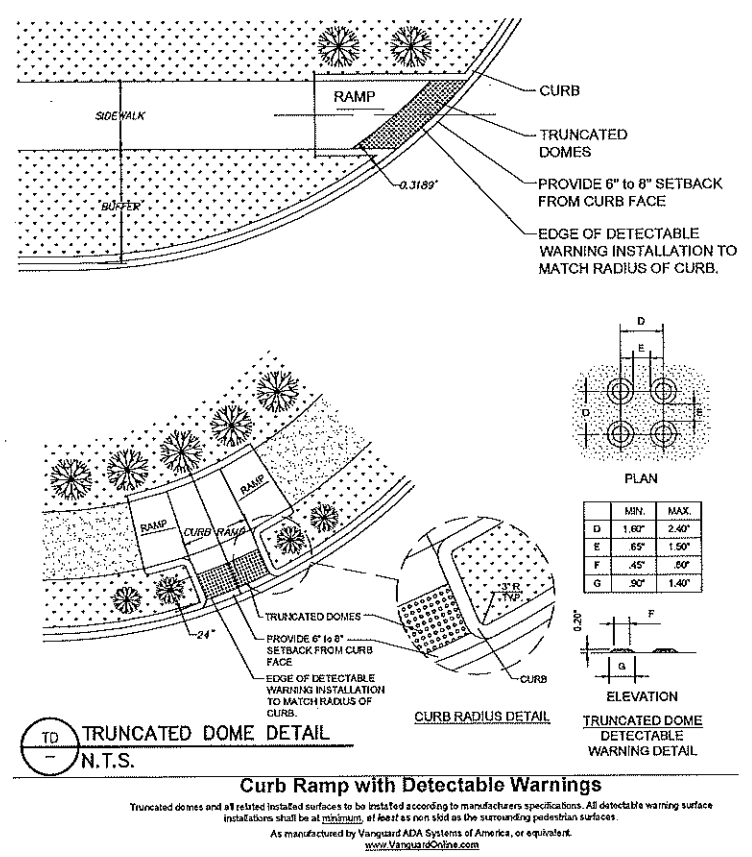 CURB
RAMP
SIDEWALK
TRUNCATED
DOMES
PROVIDE 6" to 8" SETBACK
FROM CURB FACE
0.3189"
BUFFER
EDGE OF DETECTABLE
WARNING INSTALLATION TO
MATCH RADIUS OF CURB.
D
E
D
E
PLAN
MIN. MAX.
D 1.60" 2.40"
E .65" 1.50"
F .45" .80"
G .90" 1.40"
RAMP
RAMP
CURB RAMP
3" R
TYP.
24"
TRUNCATED DOMES
PROVIDE 6" to 8"
SETBACK FROM CURB
FACE
EDGE OF DETECTABLE
WARNING INSTALLATION
TO MATCH RADIUS OF
CURB.
CURB
CURB RADIUS DETAIL
0.20"
F
G
ELEVATION
TRUNCATED DOME
DETECTABLE
WARNING DETAIL
TD
-
TRUNCATED DOME DETAIL
N.T.S.
Curb Ramp with Detectable Warnings
Truncated domes and all related installed surfaces to be installed according to manufacturers specifications. All detectable warning surface
installations shall be at minimum, at least as non skid as the surrounding pedestrian surfaces.
As manufactured by Vanguard ADA Systems of America, or equivalent.
www.VanguardOnline.com